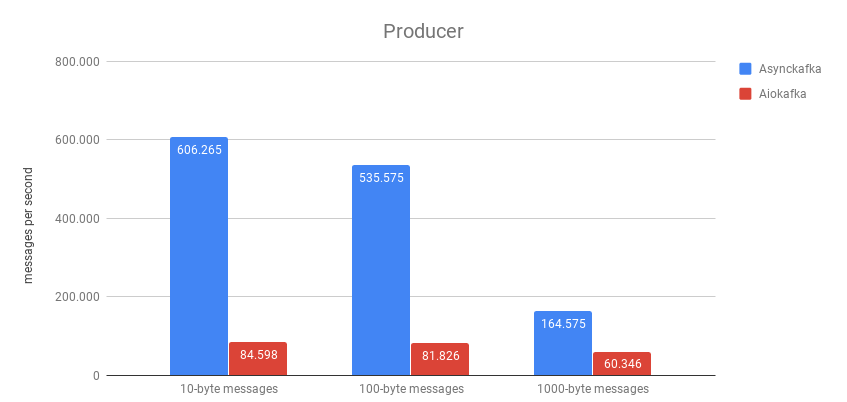 Producer
Asynckafka
Aiokafka
messages per second
800.000
600.000
400.000
200.000
0
606.265
84.598
535.575
81.826
164.575
60.346
10-byte messages
100-byte messages
1000-byte messages